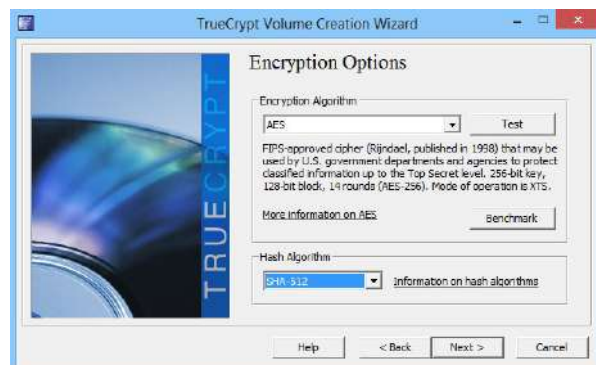 TrueCrypt Volume Creation Wizard
TRUECRYPT
Encryption Options
Encryption Algorithm
AES
Test
FIPS-approved cipher (Rijndael, published in 1998) that may be
used by U.S. government departments and agencies to protect
classified information up to the Top Secret level. 256-bit key,
128-bit block, 14 rounds (AES-256). Mode of operation is XTS.
More information on AES
Benchmark
Hash Algorithm
SHA-512
Information on hash algorithms
Help
< Back
Next >
Cancel